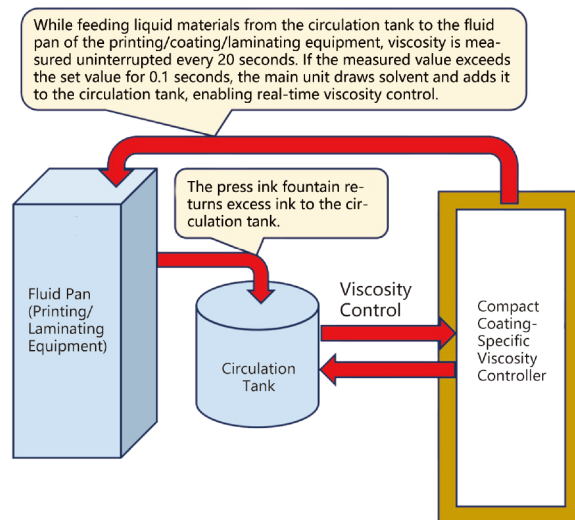 While feeding liquid materials from the circulation tank to the fluid
pan of the printing/coating/laminating equipment, viscosity is mea-
sured uninterrupted every 20 seconds. If the measured value exceeds
the set value for 0.1 seconds, the main unit draws solvent and adds it
to the circulation tank, enabling real-time viscosity control.
The press ink fountain re-
turns excess ink to the cir-
culation tank.
Fluid Pan
(Printing/
Laminating
Equipment)
Circulation
Tank
Viscosity
Control
Compact
Coating-
Specific
Viscosity
Controller